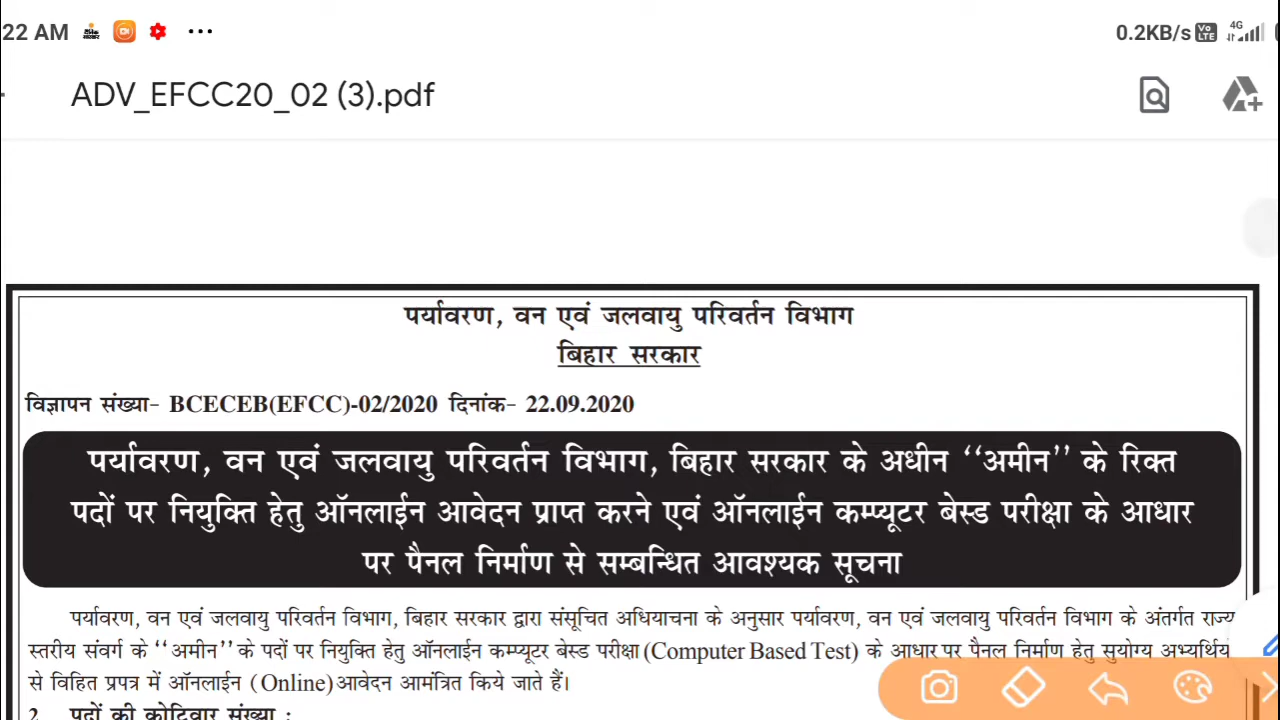 22 AM ...
0.2KB/s Vo LTE 4G
ADV_EFCC20_02 (3).pdf
पर्यावरण, वन एवं जलवायु परिवर्तन विभाग
बिहार सरकार
विज्ञापन संख्या- BCECEB(EFCC)-02/2020 दिनांक- 22.09.2020
पर्यावरण, वन एवं जलवायु परिवर्तन विभाग, बिहार सरकार के अधीन ‘‘अमीन’’ के रिक्त
पदों पर नियुक्ति हेतु ऑनलाईन आवेदन प्राप्त करने एवं ऑनलाईन कम्प्यूटर बेस्ड परीक्षा के आधार
पर पैनल निर्माण से सम्बन्धित आवश्यक सूचना
पर्यावरण, वन एवं जलवायु परिवर्तन विभाग, बिहार सरकार द्वारा संसूचित अधियाचना के अनुसार पर्यावरण, वन एवं जलवायु परिवर्तन विभाग के अंतर्गत राज्य
स्तरीय संवर्ग के ‘‘अमीन’’ के पदों पर नियुक्ति हेतु ऑनलाईन कम्प्यूटर बेस्ड परीक्षा (Computer Based Test) के आधार पर पैनल निर्माण हेतु सुयोग्य अभ्यर्थिय
से विहित प्रपत्र में ऑनलाईन (Online) आवेदन आमंत्रित किये जाते हैं।
2. पदों की कोटिवार संख्या :